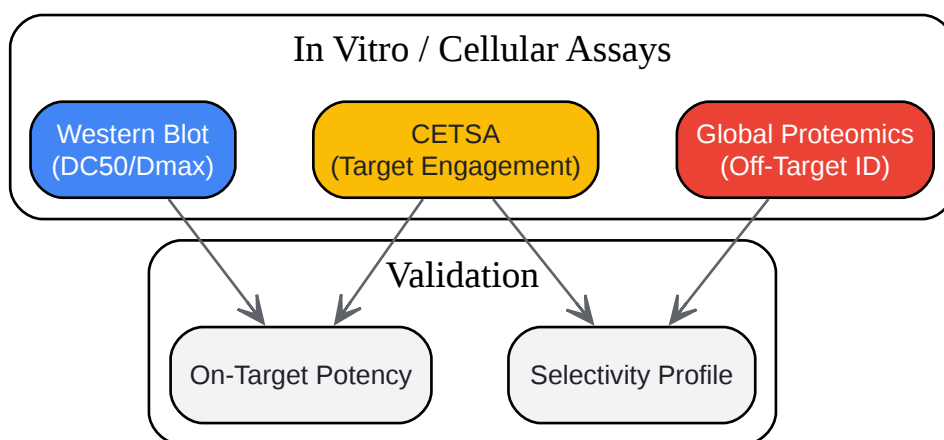 In Vitro / Cellular Assays
Western Blot
(DC50/Dmax)
CETSA
(Target Engagement)
Global Proteomics
(Off-Target ID)
Validation
On-Target Potency
Selectivity Profile